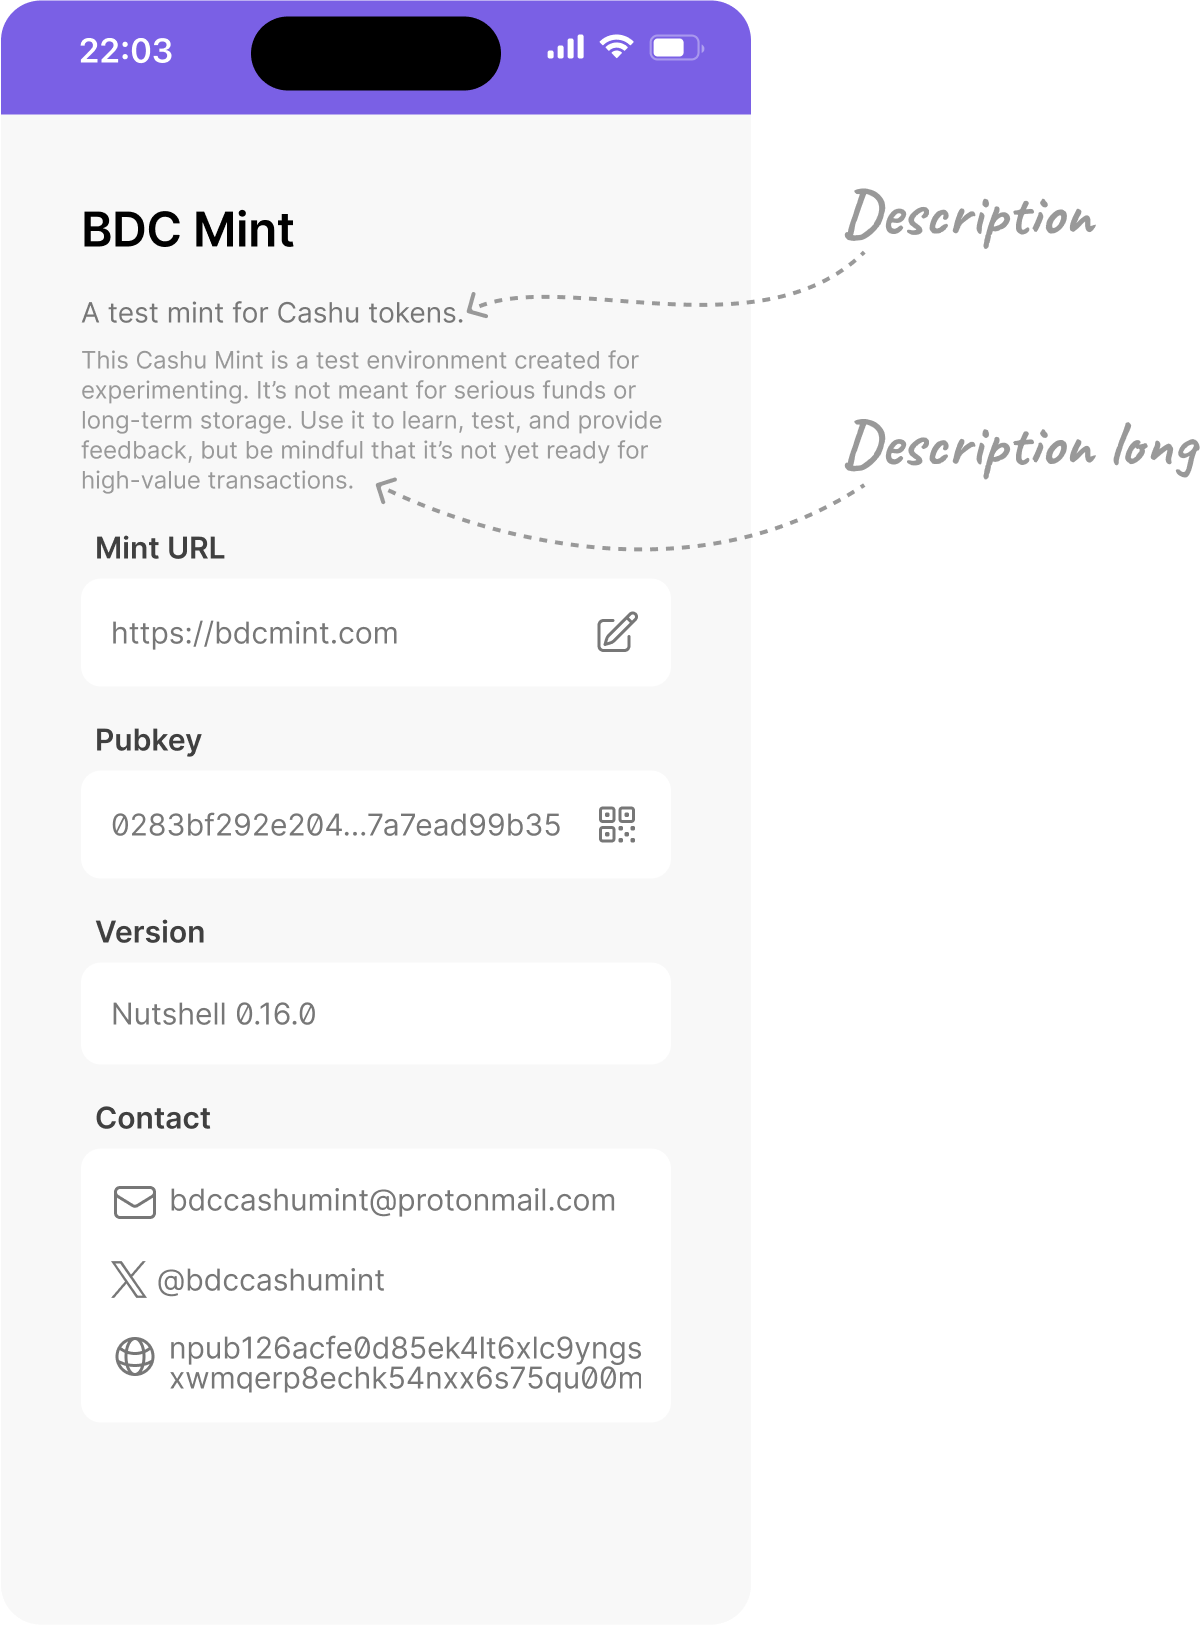 22:03
BDC Mint
Description
A test mint for Cashu tokens.
This Cashu Mint is a test environment created for
experimenting. It’s not meant for serious funds or
long-term storage. Use it to learn, test, and provide
feedback, but be mindful that it’s not yet ready for
high-value transactions.
Description long
Mint URL
https://bdcmint.com
Pubkey
0283bf292e204...7a7ead99b35
Version
Nutshell 0.16.0
Contact
bdccashumint@protonmail.com
@bdccashumint
npub126acfe0d85ek4lt6xlc9yngs
xwmqerp8echk54nxx6s75qu00m